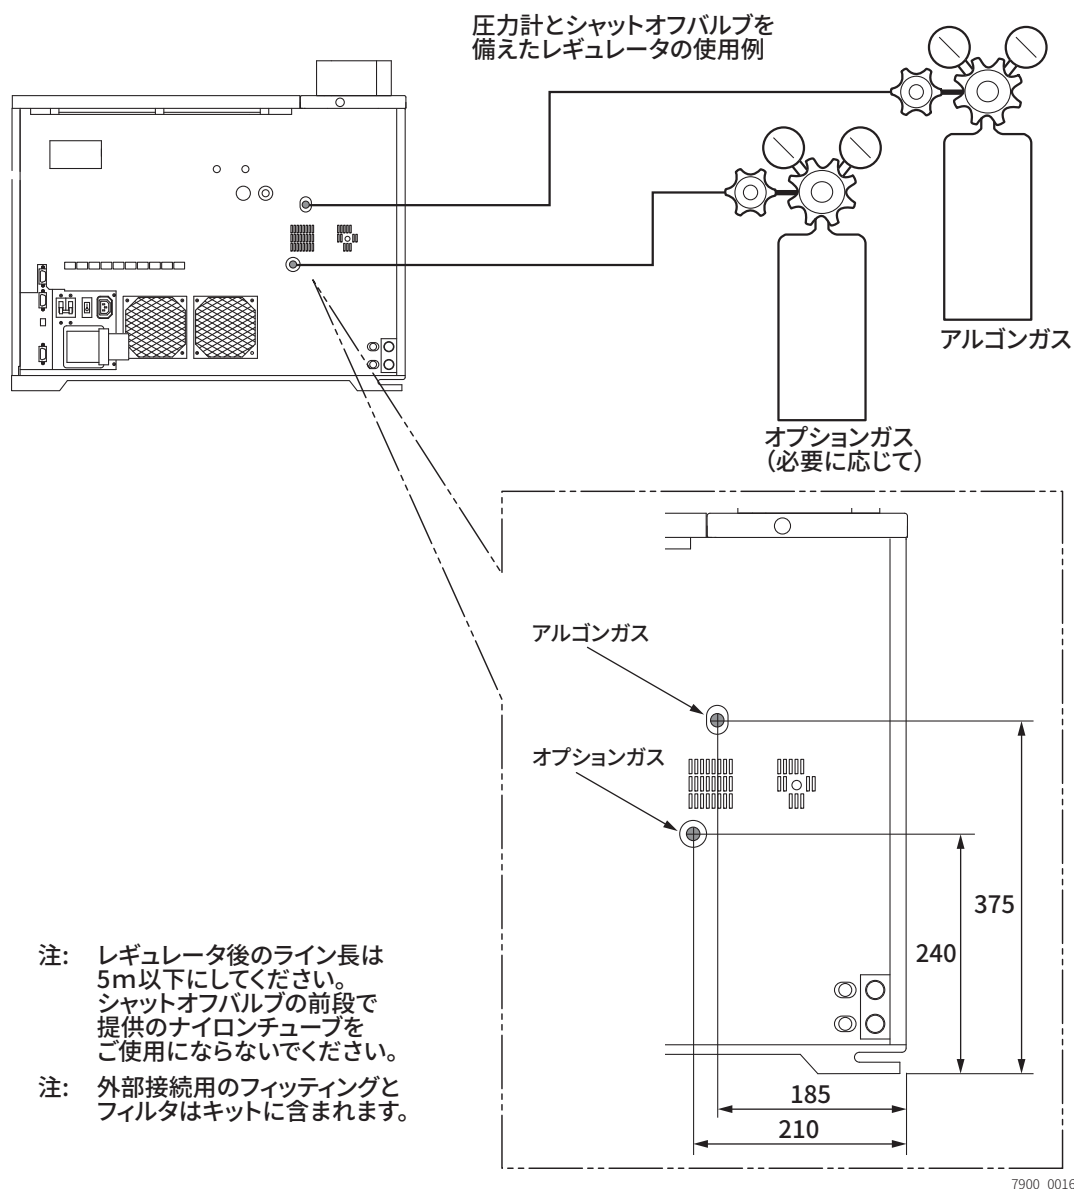 圧力計とシャットオフバルブを
備えたレギュレータの使用例
アルゴンガス
オプションガス
（必要に応じて）
アルゴンガス
オプションガス
375
240
185
210
注: レギュレータ後のライン長は
5m以下にしてください。
シャットオフバルブの前段で
提供のナイロンチューブを
ご使用にならないでください。
注: 外部接続用のフィッティングと
フィルタはキットに含まれます。
7900_0016